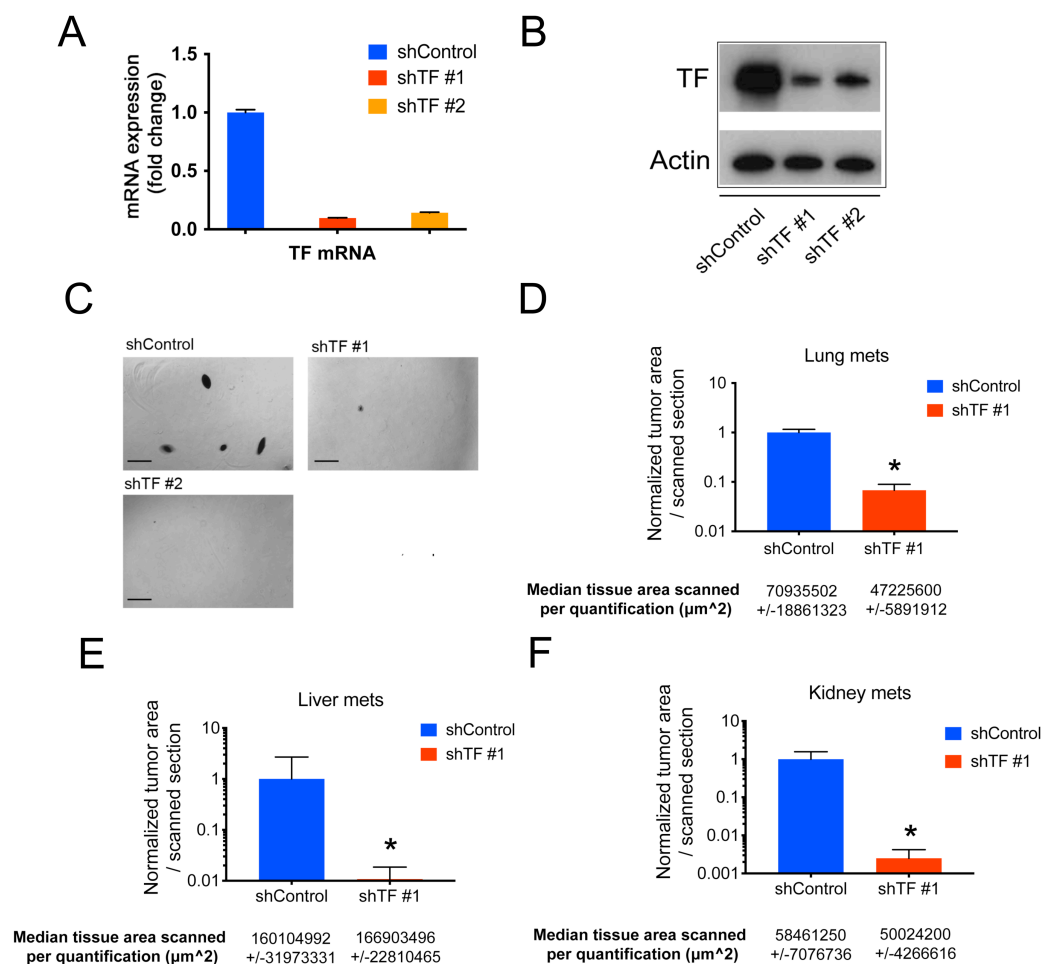 A
mRNA expression
(fold change)
1.5
1.0
0.5
0.0
TF mRNA
shControl
shTF #1
shTF #2
B
TF
Actin
shControl
shTF #1
shTF #2
C
shControl
shTF #1
shTF #2
D
Lung mets
Normalized tumor area
/ scanned section
10
1
0.1
0.01
*
shControl
shTF #1
shControl
shTF #1
Median tissue area scanned
per quantification (µm^2)
70935502
+/-18861323
47225600
+/-5891912
E
Liver mets
Normalized tumor area
/ scanned section
10
1
0.1
0.01
*
shControl
shTF #1
shControl
shTF #1
Median tissue area scanned
per quantification (µm^2)
160104992
+/-31973331
166903496
+/-22810465
F
Kidney mets
Normalized tumor area
/ scanned section
10
1
0.1
0.01
0.001
*
shControl
shTF #1
shControl
shTF #1
Median tissue area scanned
per quantification (µm^2)
58461250
+/-7076736
50024200
+/-4266616